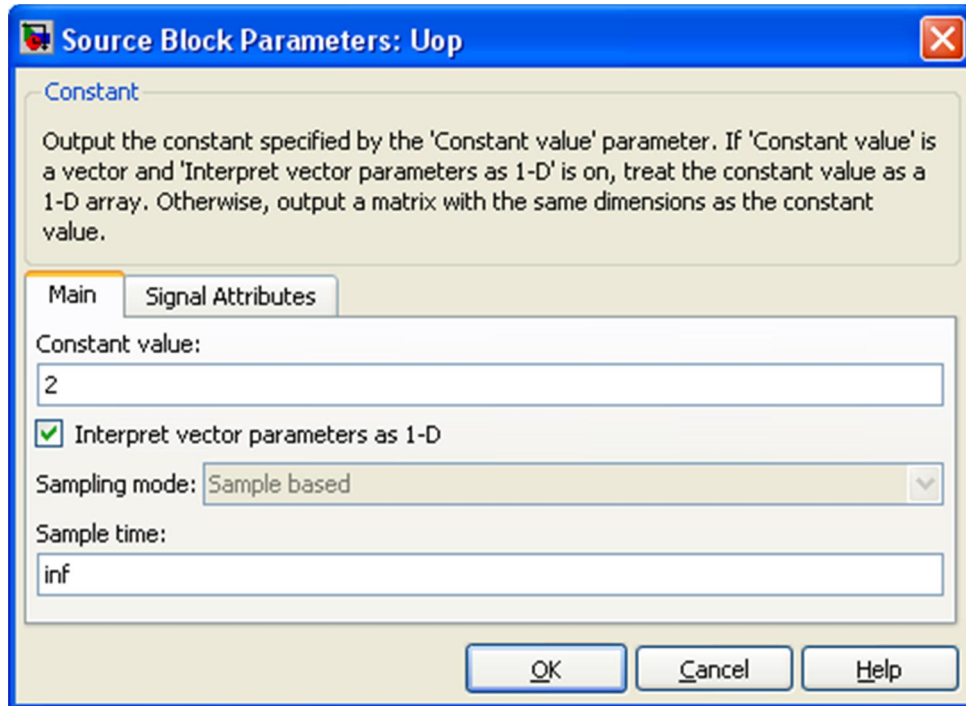 Source Block Parameters: Uop
Constant
Output the constant specified by the 'Constant value' parameter. If 'Constant value' is
a vector and 'Interpret vector parameters as 1-D' is on, treat the constant value as a
1-D array. Otherwise, output a matrix with the same dimensions as the constant
value.
Main Signal Attributes
Constant value:
2
Interpret vector parameters as 1-D
Sampling mode: Sample based
Sample time:
inf
OK Cancel Help